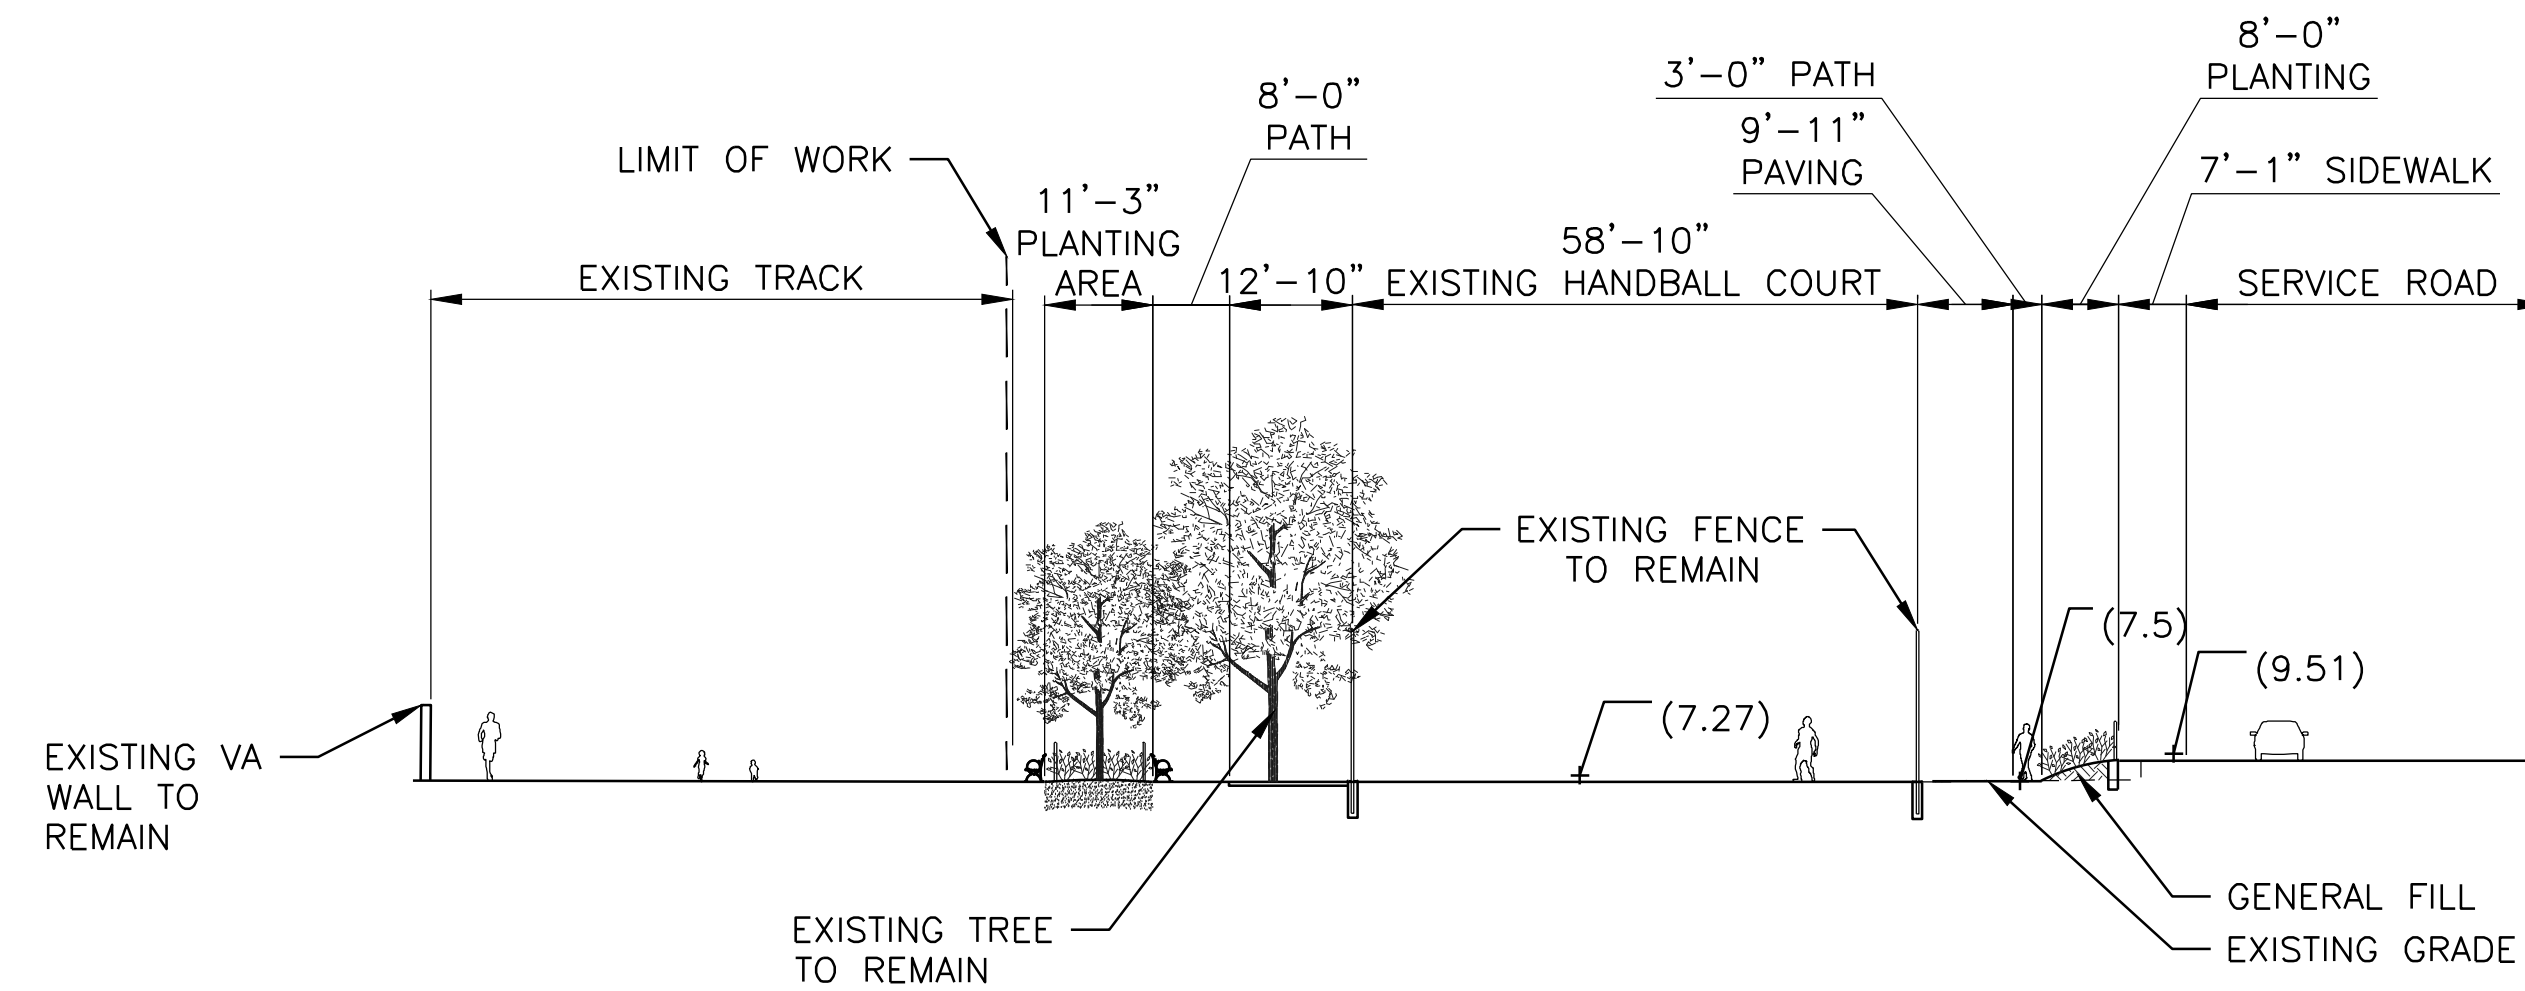 8'-0"
PLANTING
3'-0" PATH
8'-0"
PATH
9'-11"
PAVING
LIMIT OF WORK
7'-1" SIDEWALK
11'-3"
PLANTING
AREA
58'-10"
EXISTING TRACK
12'-10"
EXISTING HANDBALL COURT
SERVICE ROAD
EXISTING FENCE
TO REMAIN
(7.5)
(9.51)
(7.27)
EXISTING VA
WALL TO
REMAIN
GENERAL FILL
EXISTING TREE
TO REMAIN
EXISTING GRADE